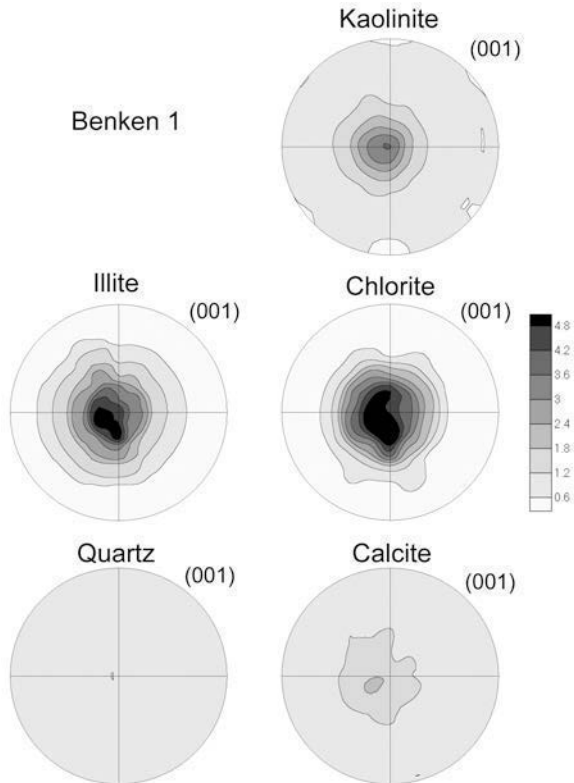 Kaolinite
(001)
Benken 1
Illite
(001)
Chlorite
(001)
4.8
4.2
3.6
3
2.4
1.8
1.2
0.6
Quartz
(001)
Calcite
(001)